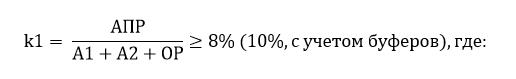 k1 = АПР / (А1 + А2 + ОР) ≥ 8% (10%, с учетом буферов), где: